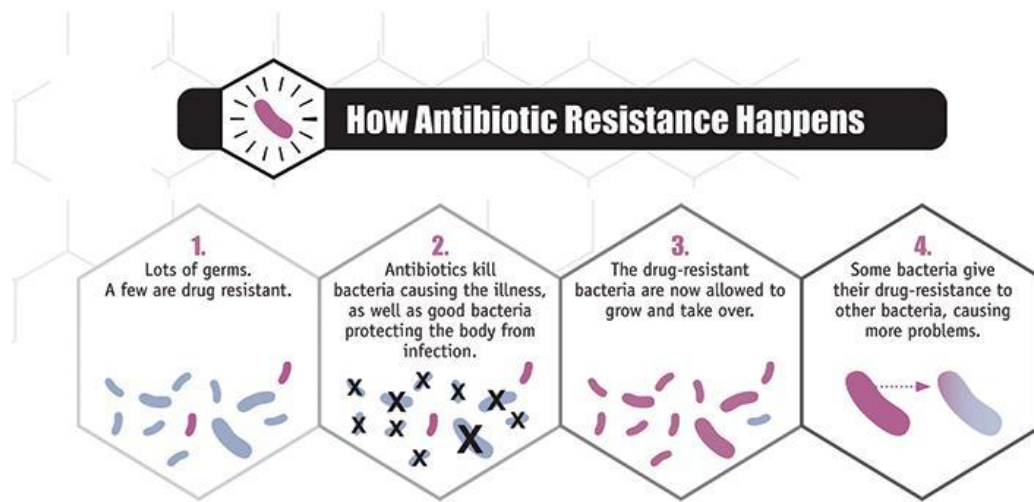 How Antibiotic Resistance Happens
1.
Lots of germs.
A few are drug resistant.
2.
Antibiotics kill
bacteria causing the illness,
as well as good bacteria
protecting the body from
infection.
X X X X X X X X X X X
3.
The drug-resistant
bacteria are now allowed to
grow and take over.
4.
Some bacteria give
their drug-resistance to
other bacteria, causing
more problems.